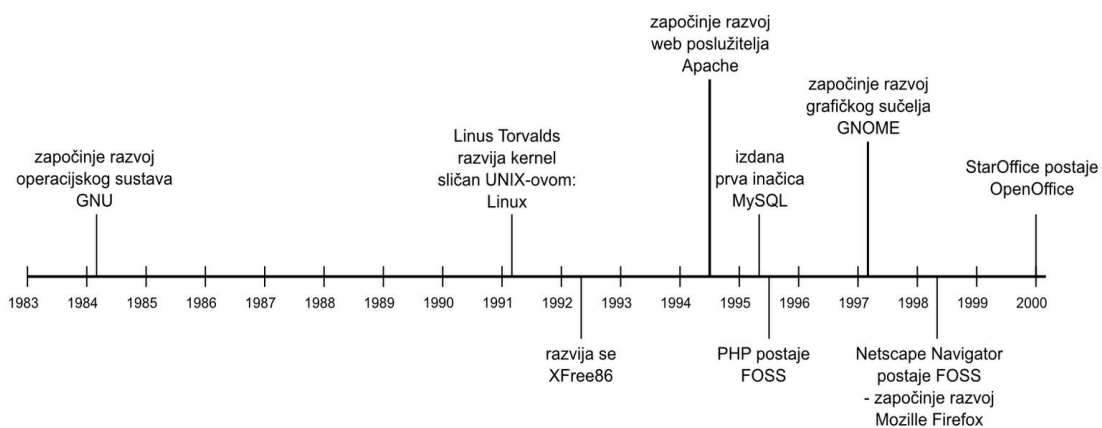 započinje razvoj
web poslužitelja
Apache
započinje razvoj
grafičkog sučelja
GNOME
Linus Torvalds
razvija kernel
sličan UNIX-ovom:
Linux
započinje razvoj
operacijskog sustava
GNU
izdana
prva inačica
MySQL
StarOffice postaje
OpenOffice
1983 1984 1985 1986 1987 1988 1989 1990 1991 1992 1993 1994 1995 1996 1997 1998 1999 2000
razvija se
XFree86
PHP postaje
FOSS
Netscape Navigator
postaje FOSS
- započinje razvoj
Mozille Firefox